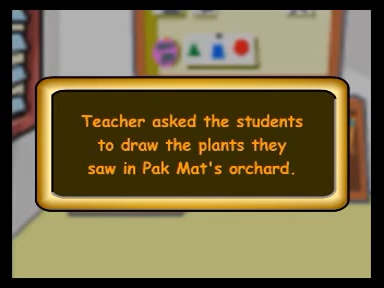 Teacher asked the students
to draw the plants they
saw in Pak Mat's orchard.